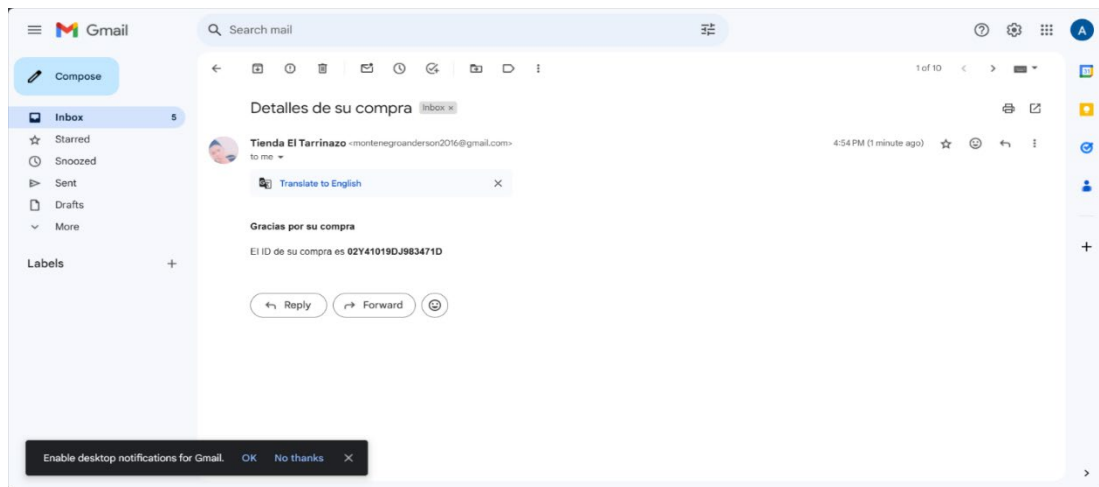 Gmail
Search mail
A
Compose
1 of 10
Inbox 5
Starred
Snoozed
Sent
Drafts
More
Labels
Detalles de su compra Inbox x
Tienda El Tarrinazo <montenegroanderson2016@gmail.com>
4:54 PM (1 minute ago)
to me
Translate to English
Gracias por su compra
El ID de su compra es 02Y41019DJ983471D
Reply Forward
Enable desktop notifications for Gmail. OK No thanks
31